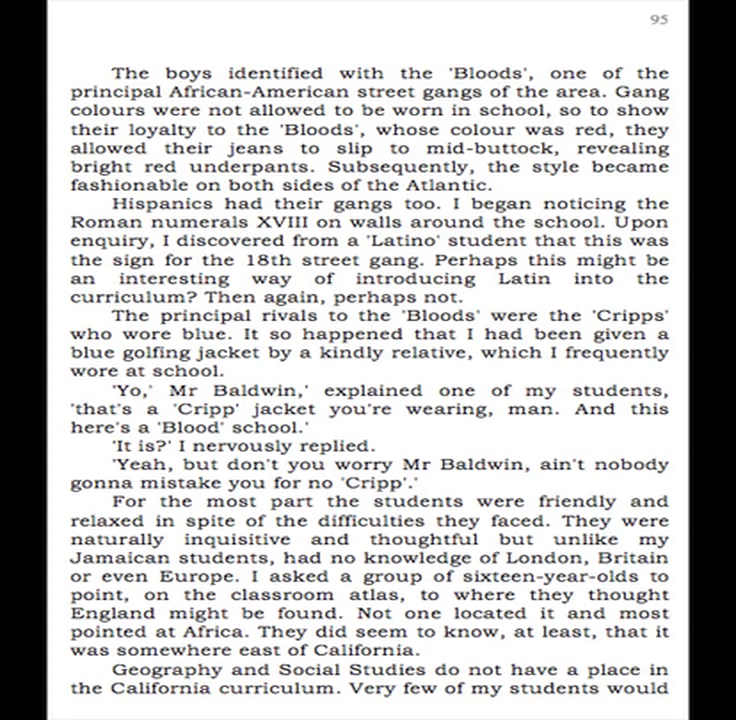 95
The boys identified with the 'Bloods', one of the
principal African-American street gangs of the area. Gang
colours were not allowed to be worn in school, so to show
their loyalty to the 'Bloods', whose colour was red, they
allowed their jeans to slip to mid-buttock, revealing
bright red underpants. Subsequently, the style became
fashionable on both sides of the Atlantic.
Hispanics had their gangs too. I began noticing the
Roman numerals XVIII on walls around the school. Upon
enquiry, I discovered from a 'Latino' student that this was
the sign for the 18th street gang. Perhaps this might be
an interesting way of introducing Latin into the
curriculum? Then again, perhaps not.
The principal rivals to the 'Bloods' were the 'Cripps'
who wore blue. It so happened that I had been given a
blue golfing jacket by a kindly relative, which I frequently
wore at school.
'Yo,' Mr Baldwin,' explained one of my students,
'that's a 'Cripp' jacket you're wearing, man. And this
here's a 'Blood' school.'
'It is?' I nervously replied.
'Yeah, but don't you worry Mr Baldwin, ain't nobody
gonna mistake you for no 'Cripp'.'
For the most part the students were friendly and
relaxed in spite of the difficulties they faced. They were
naturally inquisitive and thoughtful but unlike my
Jamaican students, had no knowledge of London, Britain
or even Europe. I asked a group of sixteen-year-olds to
point, on the classroom atlas, to where they thought
England might be found. Not one located it and most
pointed at Africa. They did seem to know, at least, that it
was somewhere east of California.
Geography and Social Studies do not have a place in
the California curriculum. Very few of my students would